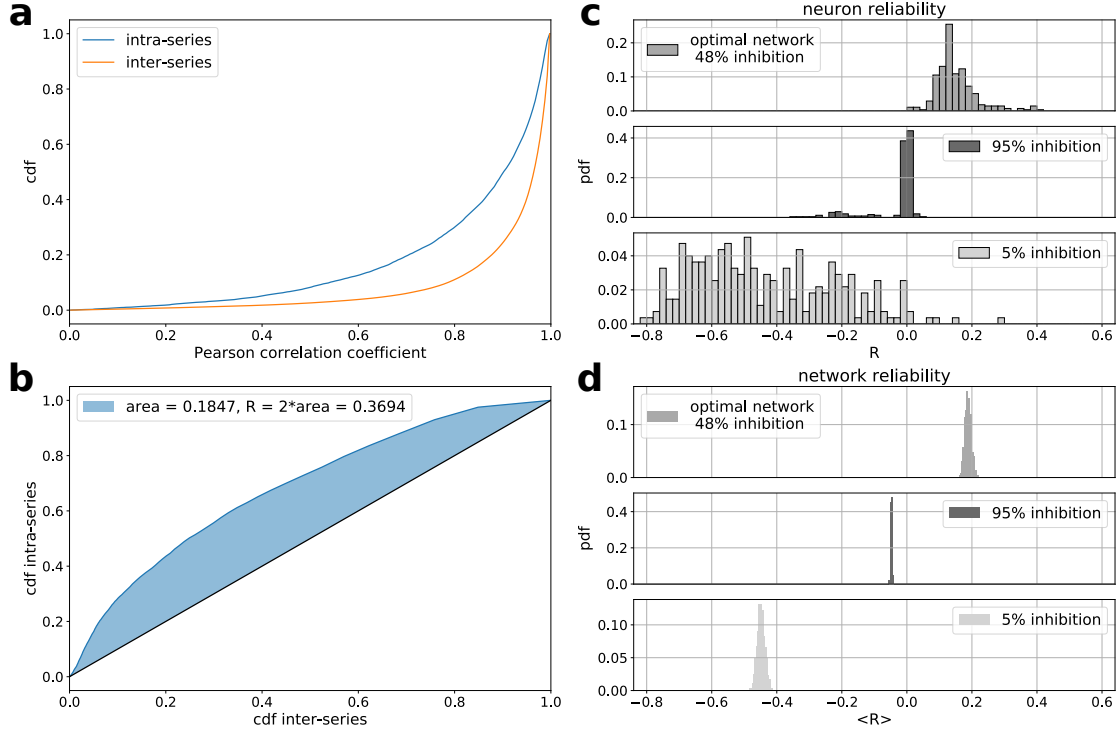 a
1.0
0.8
0.6
0.4
0.2
0.0
cdf
intra-series
inter-series
0.0 0.2 0.4 0.6 0.8 1.0
Pearson correlation coefficient
b
1.0
0.8
0.6
0.4
0.2
0.0
cdf intra-series
area = 0.1847, R = 2*area = 0.3694
0.0 0.2 0.4 0.6 0.8 1.0
cdf inter-series
c
neuron reliability
0.2
0.1
0.0
optimal network
48% inhibition
pdf
0.4
0.2
0.0
95% inhibition
0.04
0.02
0.00
5% inhibition
−0.8 −0.6 −0.4 −0.2 0.0 0.2 0.4 0.6
R
d
network reliability
0.1
0.0
optimal network
48% inhibition
pdf
0.4
0.2
0.0
95% inhibition
0.10
0.05
0.00
5% inhibition
−0.8 −0.6 −0.4 −0.2 0.0 0.2 0.4 0.6
<R>